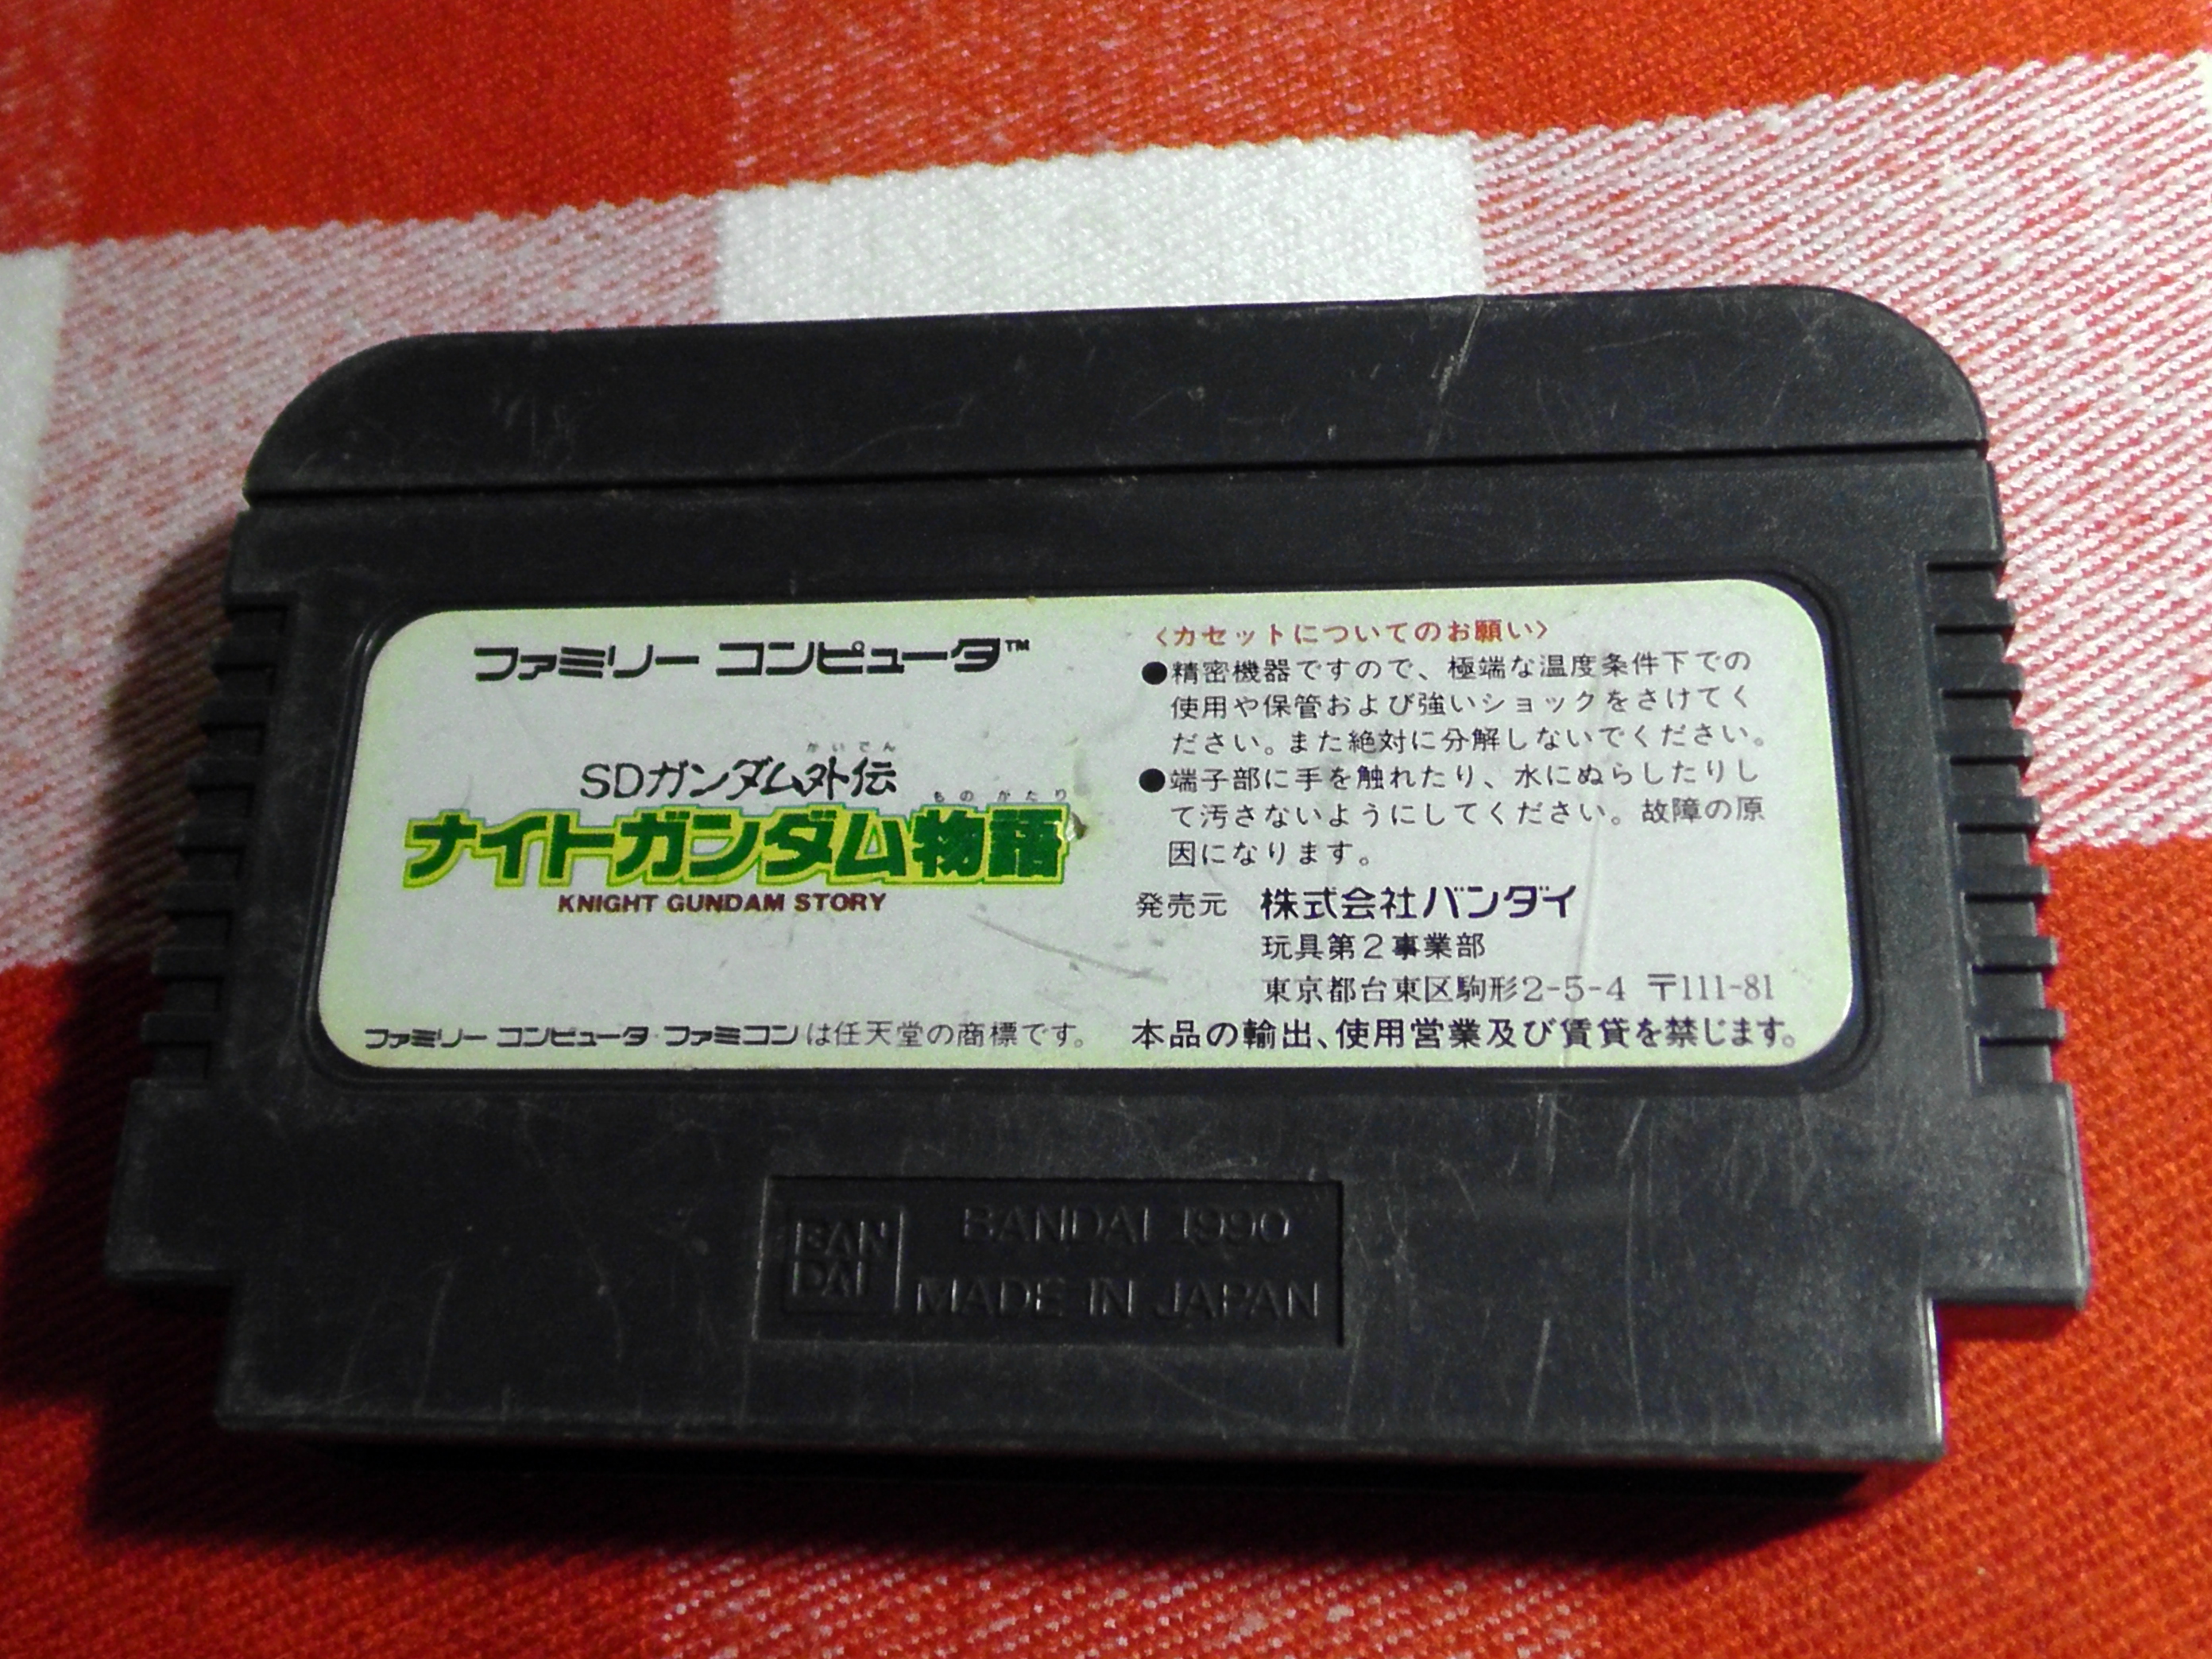 ファミリー コンピュータ™
がいでん
SDガンダム外伝
ものがたり
ナイトガンダム物語
KNIGHT GUNDAM STORY
ファミリー コンピュータ・ファミコンは任天堂の商標です。
〈カセットについてのお願い〉
●精密機器ですので、極端な温度条件下での
使用や保管および強いショックをさけてく
ださい。また絶対に分解しないでください。
●端子部に手を触れたり、水にぬらしたりし
て汚さないようにしてください。故障の原
因になります。
発売元 株式会社バンダイ
玩具第2事業部
東京都台東区駒形2-5-4 〒111-81
本品の輸出、使用営業及び賃貸を禁じます。
BAN
DAI
BANDAI 1990
MADE IN JAPAN